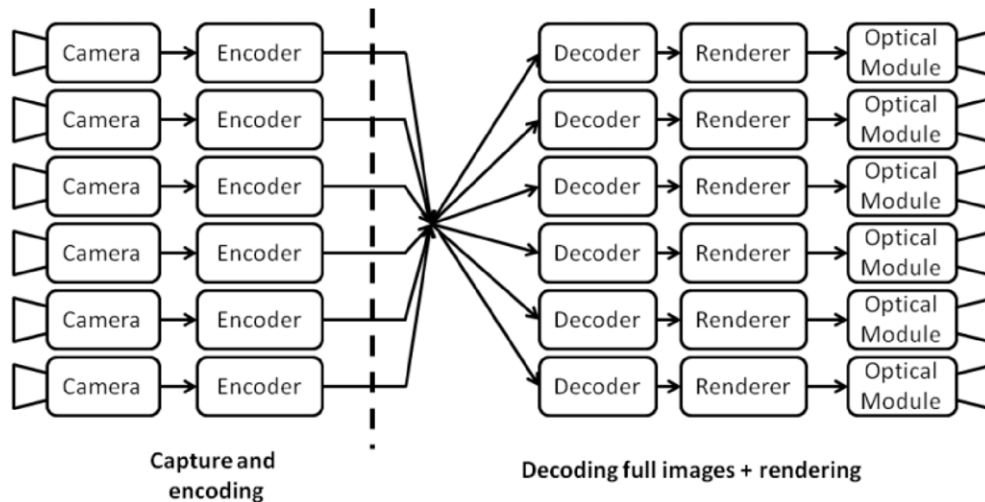 Camera Encoder Decoder Renderer Optical
Module
Camera Encoder Decoder Renderer Optical
Module
Camera Encoder Decoder Renderer Optical
Module
Camera Encoder Decoder Renderer Optical
Module
Camera Encoder Decoder Renderer Optical
Module
Camera Encoder Decoder Renderer Optical
Module
Capture and
encoding
Decoding full images + rendering